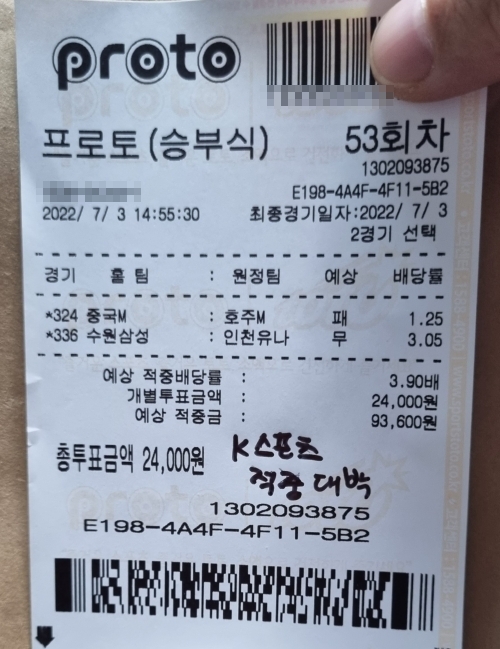 proto
프로토(승부식) 53회차
1302093875
E198-4A4F-4F11-5B2
2022/ 7/ 3 14:55:30 최종경기일자:2022/ 7/ 3
2경기 선택
경기 홈 팀 : 원정팀 예상 배당률
*324 중국M : 호주M 패 1.25
*336 수원삼성 : 인천유나 무 3.05
예상 적중배당률 : 3.90배
개별투표금액 : 24,000원
예상 적중금 : 93,600원
총투표금액 24,000원
K스포츠
적중 대박
1302093875
E198-4A4F-4F11-5B2